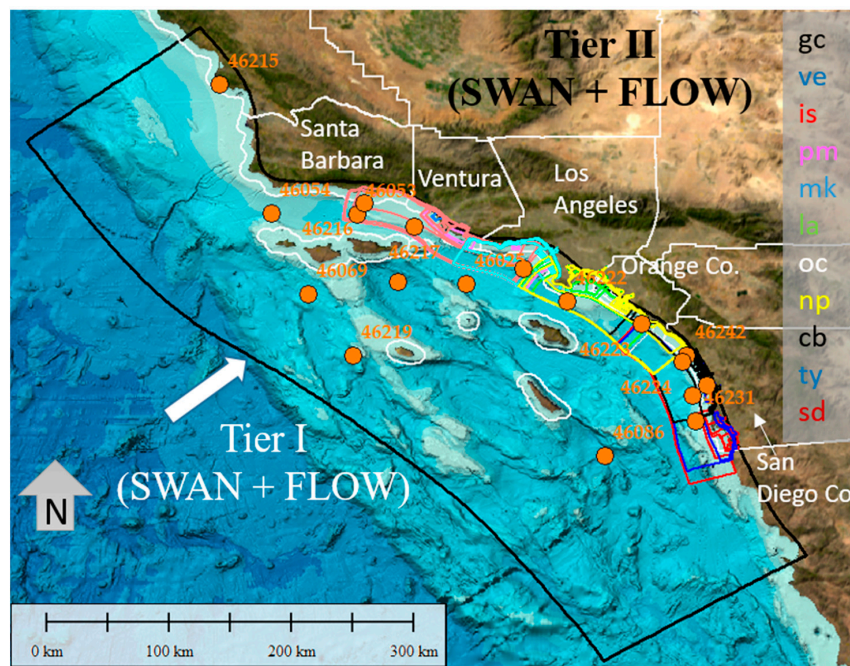 Tier II
(SWAN + FLOW)
gc
ve
is
pm
mk
la
oc
np
cb
ty
sd
46215
Santa
Barbara
Ventura
Los
Angeles
Orange Co.
46054
46053
46216
46217
46069
46025
46222
46219
46223
46242
46224
46231
46086
San
Diego Co
Tier I
(SWAN + FLOW)
N
0 km
100 km
200 km
300 km